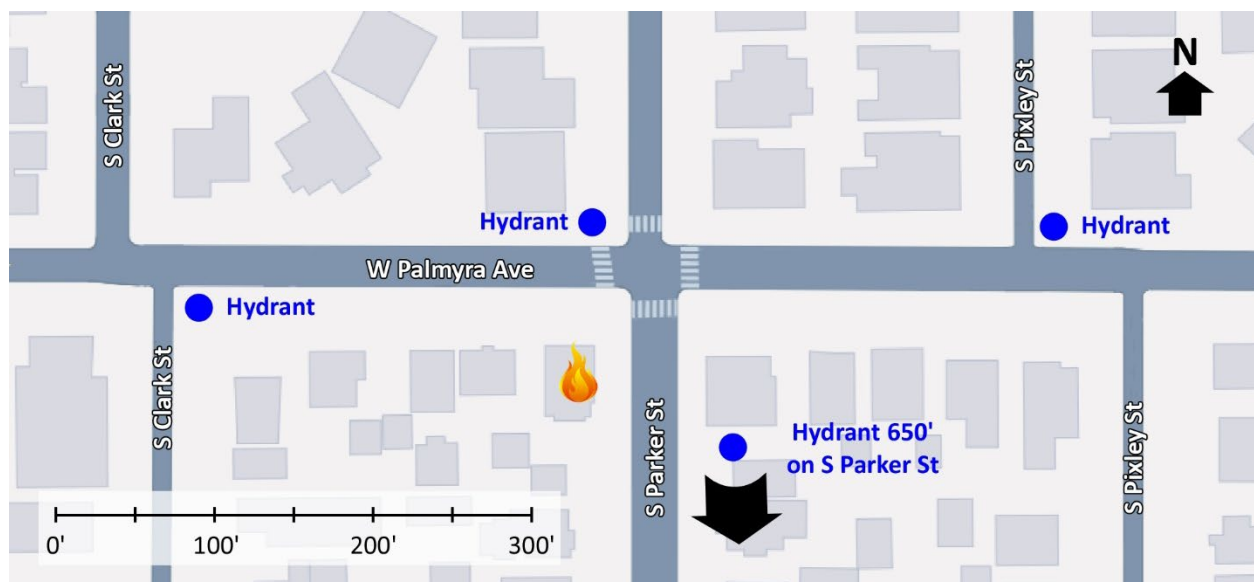 N
S Clark St
S Pixley St
Hydrant
Hydrant
W Palmyra Ave
Hydrant
S Clark St
S Parker St
Hydrant 650'
on S Parker St
S Pixley St
0'
100'
200'
300'